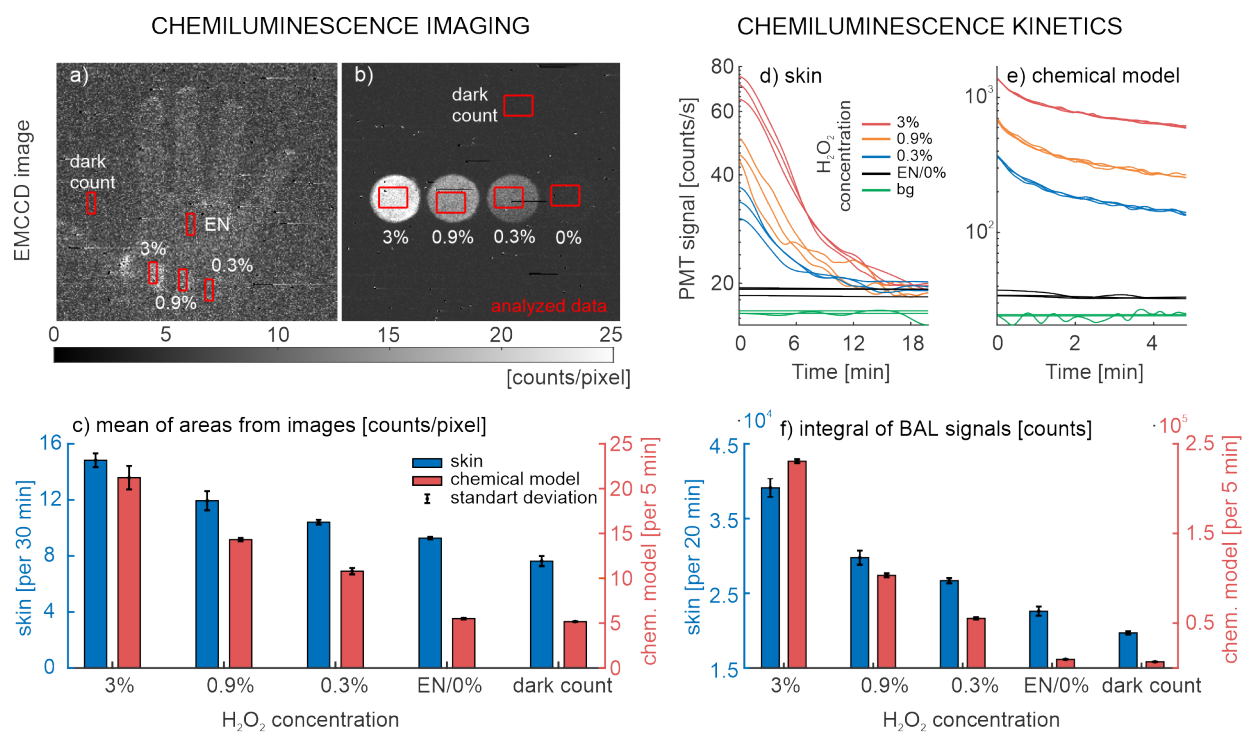 CHEMILUMINESCENCE IMAGING
CHEMILUMINESCENCE KINETICS
EMCCD image
a)
dark
count
EN
3%
0.9%
0.3%
b)
dark
count
3%
0.9%
0.3%
0%
analyzed data
0
5
10
15
20
25
[counts/pixel]
PMT signal [counts/s]
80
60
40
20
d) skin
H₂O₂
concentration
3%
0.9%
0.3%
EN/0%
bg
0
6
12
18
Time [min]
e) chemical model
10³
10²
0
2
4
Time [min]
c) mean of areas from images [counts/pixel]
skin [per 30 min]
16
12
8
4
0
skin
chemical model
standart deviation
25
20
15
10
5
0
chem. model [per 5 min]
3%
0.9%
0.3%
EN/0%
dark count
H₂O₂ concentration
f) integral of BAL signals [counts]
·10⁴
skin [per 20 min]
4.5
3.5
2.5
1.5
·10⁵
2.5
1.5
0.5
0
chem. model [per 5 min]
3%
0.9%
0.3%
EN/0%
dark count
H₂O₂ concentration